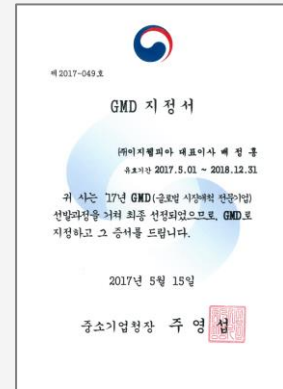 제 2017-049호
GMD 지정서
㈜이지웹피아 대표이사 배 정 홍
유효기간 2017.5.01 ~ 2018.12.31
귀 사는 '17년 GMD(글로벌 시장개척 전문기업)
선발과정을 거쳐 최종 선정되었으므로, GMD로
지정하고 그 증서를 드립니다.
2017년 5월 15일
중소기업청장 주 영 섭